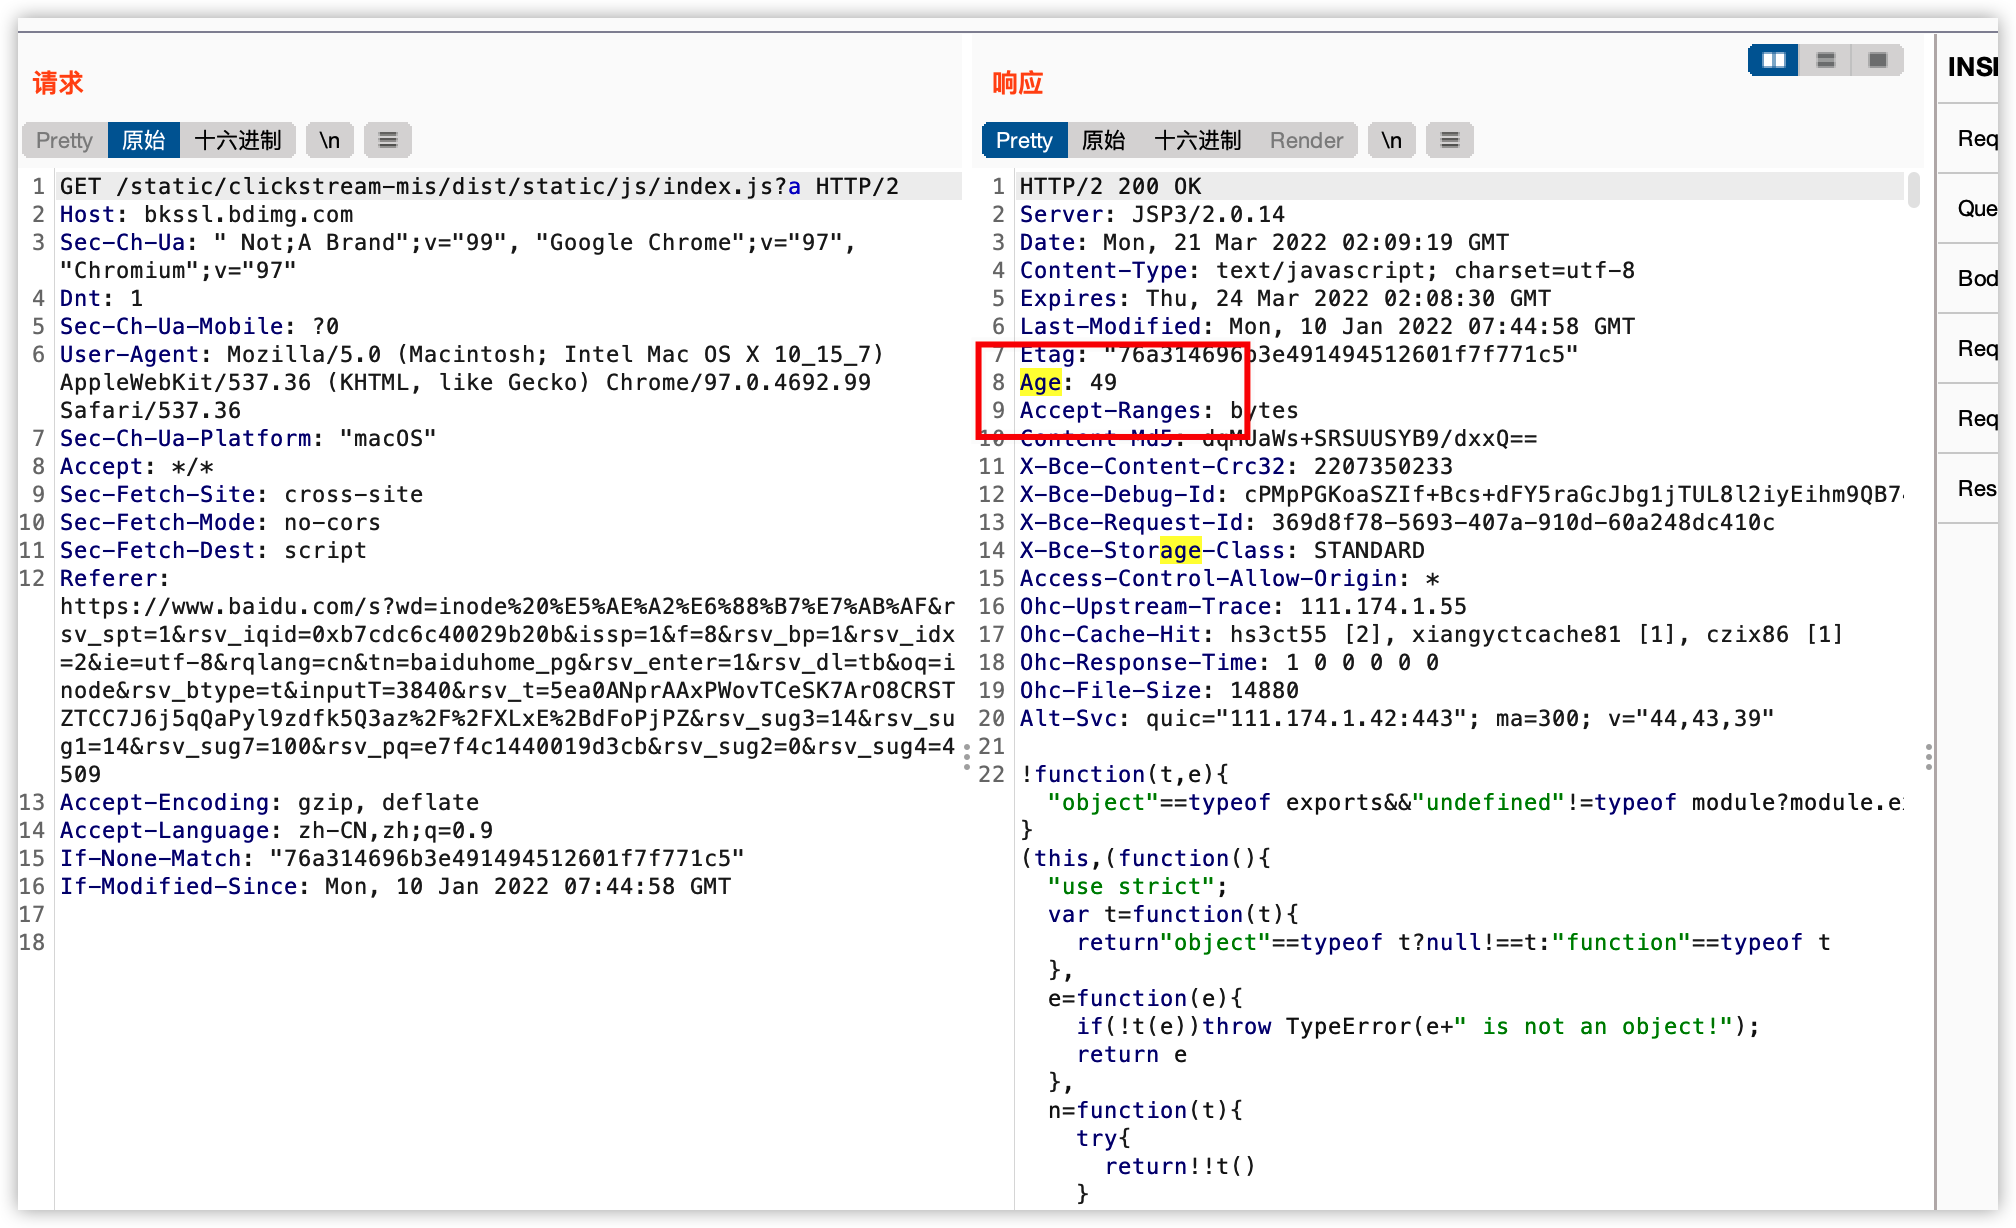 请求
Pretty 原始 十六进制 \n
1 GET /static/clickstream-mis/dist/static/js/index.js?a HTTP/2
2 Host: bkssl.bdimg.com
3 Sec-Ch-Ua: " Not;A Brand";v="99", "Google Chrome";v="97",
"Chromium";v="97"
4 Dnt: 1
5 Sec-Ch-Ua-Mobile: ?0
6 User-Agent: Mozilla/5.0 (Macintosh; Intel Mac OS X 10_15_7)
AppleWebKit/537.36 (KHTML, like Gecko) Chrome/97.0.4692.99
Safari/537.36
7 Sec-Ch-Ua-Platform: "macOS"
8 Accept: */*
9 Sec-Fetch-Site: cross-site
10 Sec-Fetch-Mode: no-cors
11 Sec-Fetch-Dest: script
12 Referer:
https://www.baidu.com/s?wd=inode%20%E5%AE%A2%E6%88%B7%E7%AB%AF&r
sv_spt=1&rsv_iqid=0xb7cdc6c40029b20b&issp=1&f=8&rsv_bp=1&rsv_idx
=2&ie=utf-8&rqlang=cn&tn=baiduhome_pg&rsv_enter=1&rsv_dl=tb&oq=i
node&rsv_btype=t&inputT=3840&rsv_t=5ea0ANprAAxPWovTCeSK7ArO8CRST
ZTCC7J6j5qQaPyl9zdfk5Q3az%2F%2FXLxE%2BdFoPjPZ&rsv_sug3=14&rsv_su
g1=14&rsv_sug7=100&rsv_pq=e7f4c1440019d3cb&rsv_sug2=0&rsv_sug4=4
509
13 Accept-Encoding: gzip, deflate
14 Accept-Language: zh-CN,zh;q=0.9
15 If-None-Match: "76a314696b3e491494512601f7f771c5"
16 If-Modified-Since: Mon, 10 Jan 2022 07:44:58 GMT
17
18
响应
Pretty 原始 十六进制 Render \n
1 HTTP/2 200 OK
2 Server: JSP3/2.0.14
3 Date: Mon, 21 Mar 2022 02:09:19 GMT
4 Content-Type: text/javascript; charset=utf-8
5 Expires: Thu, 24 Mar 2022 02:08:30 GMT
6 Last-Modified: Mon, 10 Jan 2022 07:44:58 GMT
7 Etag: "76a314696b3e491494512601f7f771c5"
8 Age: 49
9 Accept-Ranges: bytes
10 Content-Md5: dqMUaWs+SRSUUSYB9/dxxQ==
11 X-Bce-Content-Crc32: 2207350233
12 X-Bce-Debug-Id: cPMpPGKoaSZIf+Bcs+dFY5raGcJbg1jTUL8l2iyEihm9QB7
13 X-Bce-Request-Id: 369d8f78-5693-407a-910d-60a248dc410c
14 X-Bce-Storage-Class: STANDARD
15 Access-Control-Allow-Origin: *
16 Ohc-Upstream-Trace: 111.174.1.55
17 Ohc-Cache-Hit: hs3ct55 [2], xiangyctcache81 [1], czix86 [1]
18 Ohc-Response-Time: 1 0 0 0 0 0
19 Ohc-File-Size: 14880
20 Alt-Svc: quic="111.174.1.42:443"; ma=300; v="44,43,39"
21
22 !function(t,e){
"object"==typeof exports&&"undefined"!=typeof module?module.e
}
(this,(function(){
"use strict";
var t=function(t){
return"object"==typeof t?null!==t:"function"==typeof t
},
e=function(e){
if(!t(e))throw TypeError(e+" is not an object!");
return e
},
n=function(t){
try{
return!!t()
}
INSI
Req
Que
Bod
Req
Req
Res